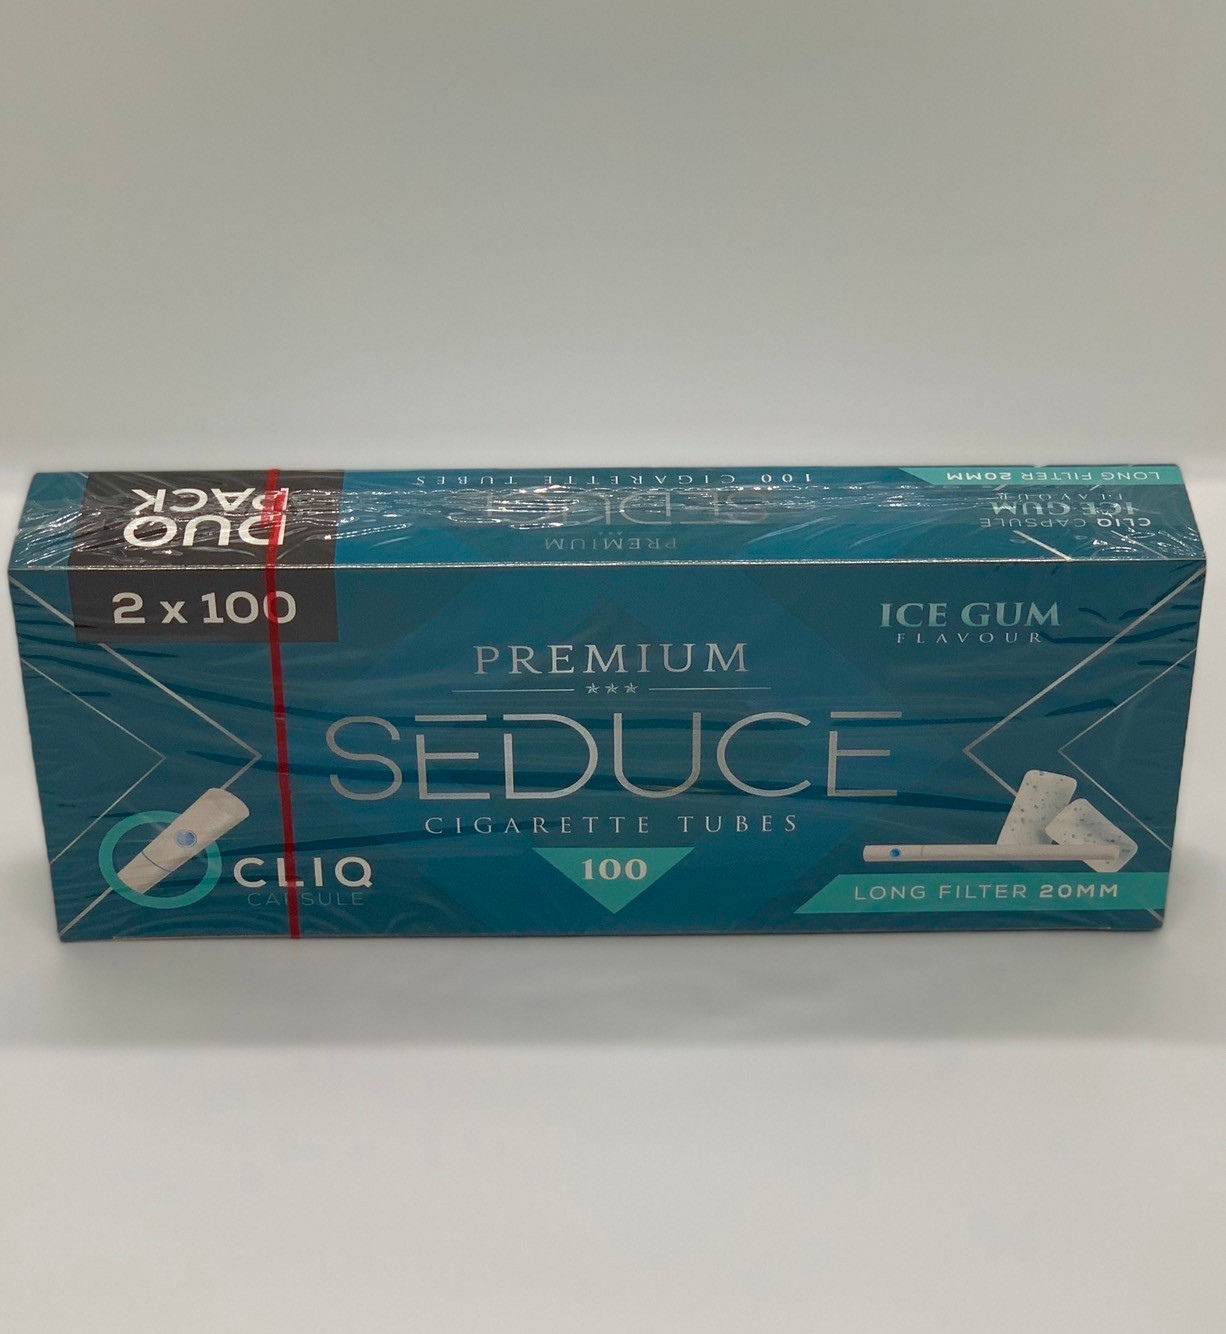 DUO
PACK
100 CIGARETTE TUBES
SEDUCE
PREMIUM
LONG FILTER 20MM
CLIQ CAPSULE
ICE GUM
FLAVOUR
2 x 100
ICE GUM
FLAVOUR
PREMIUM
SEDUCE
CIGARETTE TUBES
100
CLIQ
CAPSULE
LONG FILTER 20MM